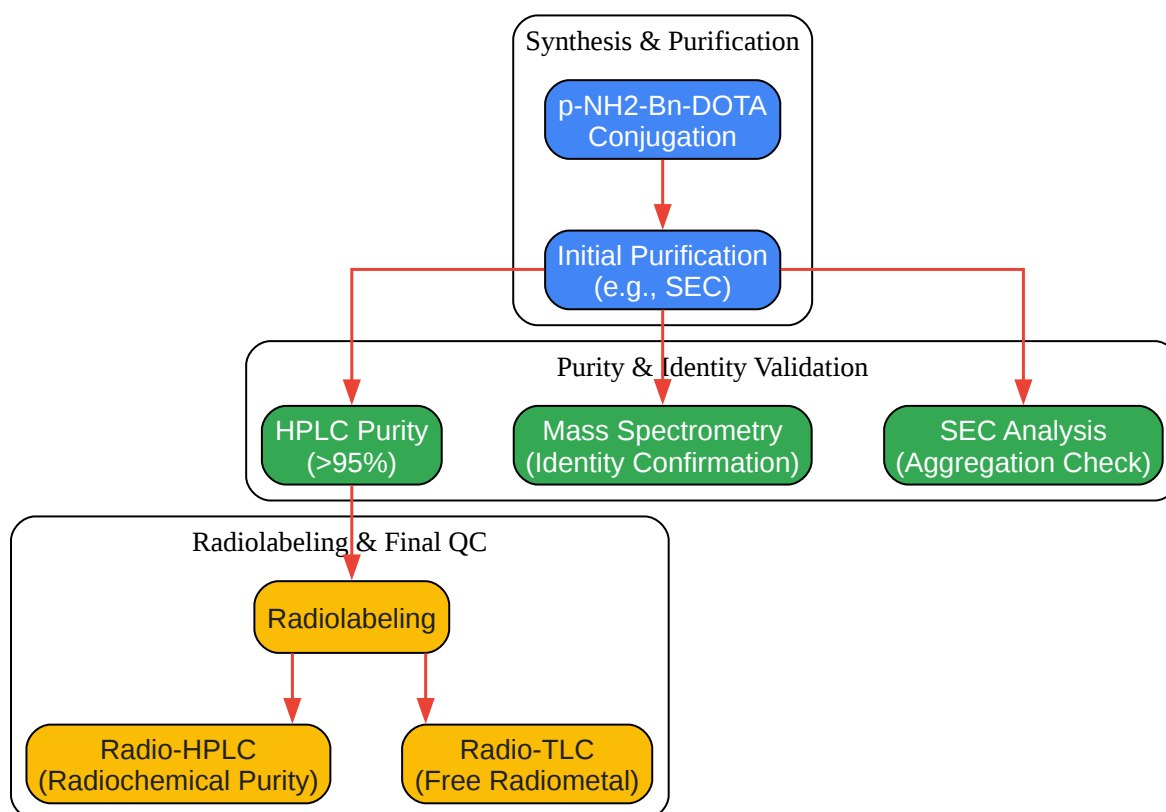 Synthesis & Purification
p-NH2-Bn-DOTA
Conjugation
Initial Purification
(e.g., SEC)
Purity & Identity Validation
HPLC Purity
(>95%)
Mass Spectrometry
(Identity Confirmation)
SEC Analysis
(Aggregation Check)
Radiolabeling & Final QC
Radiolabeling
Radio-HPLC
(Radiochemical Purity)
Radio-TLC
(Free Radiometal)